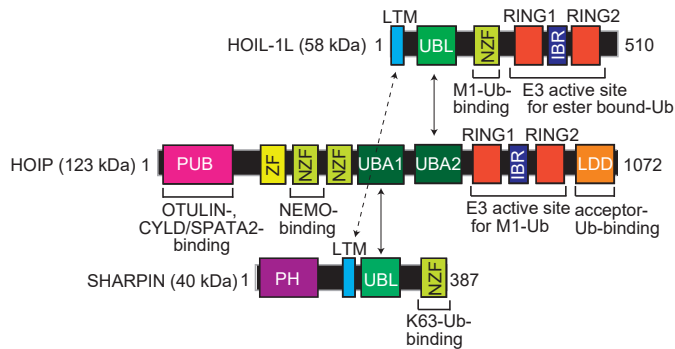 LTM
RING1 RING2
HOIL-1L (58 kDa) 1 UBL NZF IBR 510
M1-Ub-
binding
E3 active site
for ester bound-Ub
RING1 RING2
HOIP (123 kDa) 1 PUB ZF NZF NZF UBA1 UBA2 IBR LDD 1072
OTULIN-,
CYLD/SPATA2-
binding
NEMO-
binding
E3 active site
for M1-Ub
acceptor-
Ub-binding
LTM
SHARPIN (40 kDa) 1 PH UBL NZF 387
K63-Ub-
binding